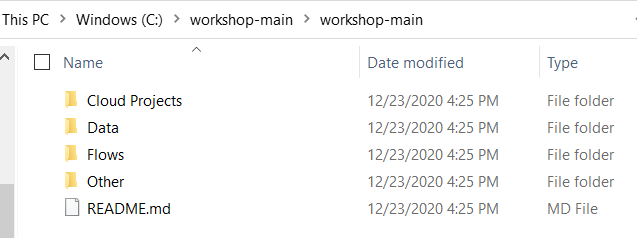 This PC > Windows (C:) > workshop-main > workshop-main
Name Date modified Type
Cloud Projects 12/23/2020 4:25 PM File folder
Data 12/23/2020 4:25 PM File folder
Flows 12/23/2020 4:25 PM File folder
Other 12/23/2020 4:25 PM File folder
README.md 12/23/2020 4:25 PM MD File